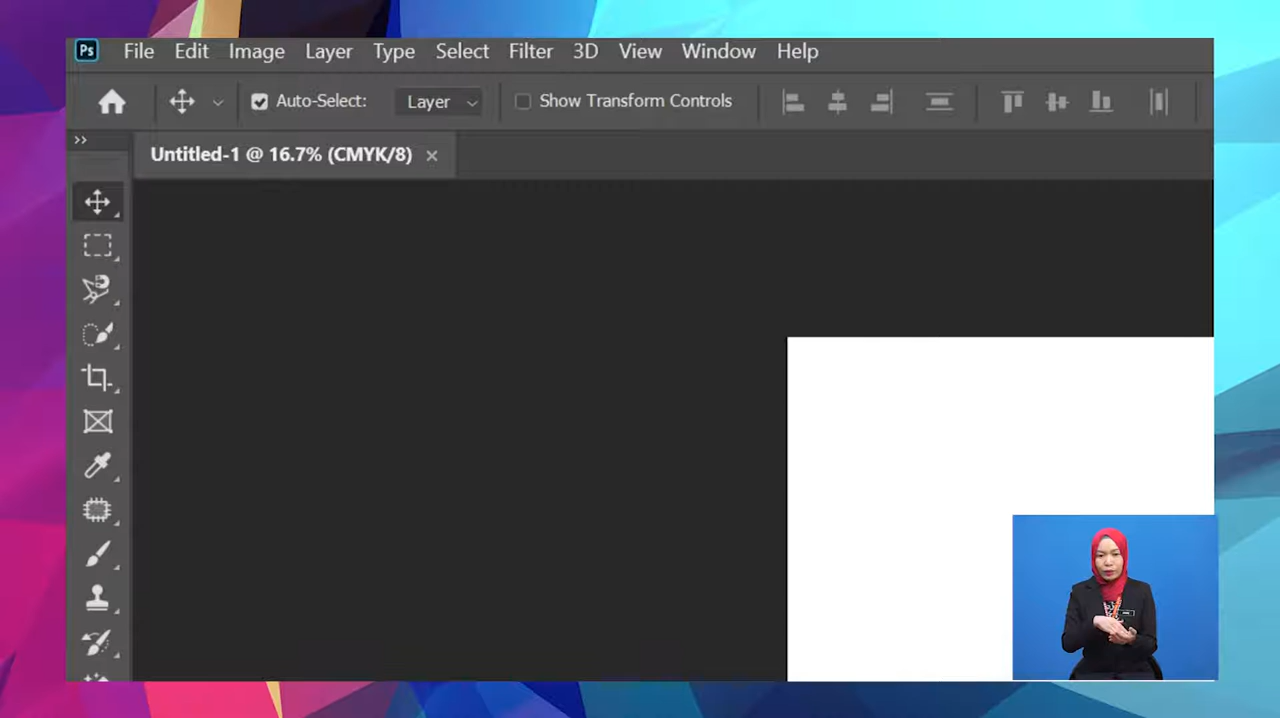 Ps File Edit Image Layer Type Select Filter 3D View Window Help
Auto-Select: Layer Show Transform Controls
Untitled-1 @ 16.7% (CMYK/8)